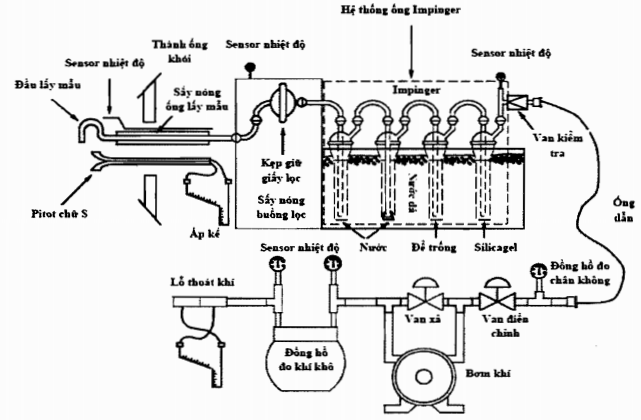 Hệ thống ống Impinger
Thành ống
khói
Sensor nhiệt độ
Sensor nhiệt độ
Sensor nhiệt độ
Đầu lấy mẫu
Sấy nóng
ống lấy mẫu
Impinger
Van kiểm
tra
Kẹp giữ
giấy lọc
Sấy nóng
buồng lọc
Nước đá
Pitot chữ S
Áp kế
Ống
dẫn
Nước
Để trống
Silicagel
Sensor nhiệt độ
Lỗ thoát khí
Đồng hồ đo
chân không
Van xả
Van điển
chỉnh
Đồng hồ
đo khí khô
Bơm khí